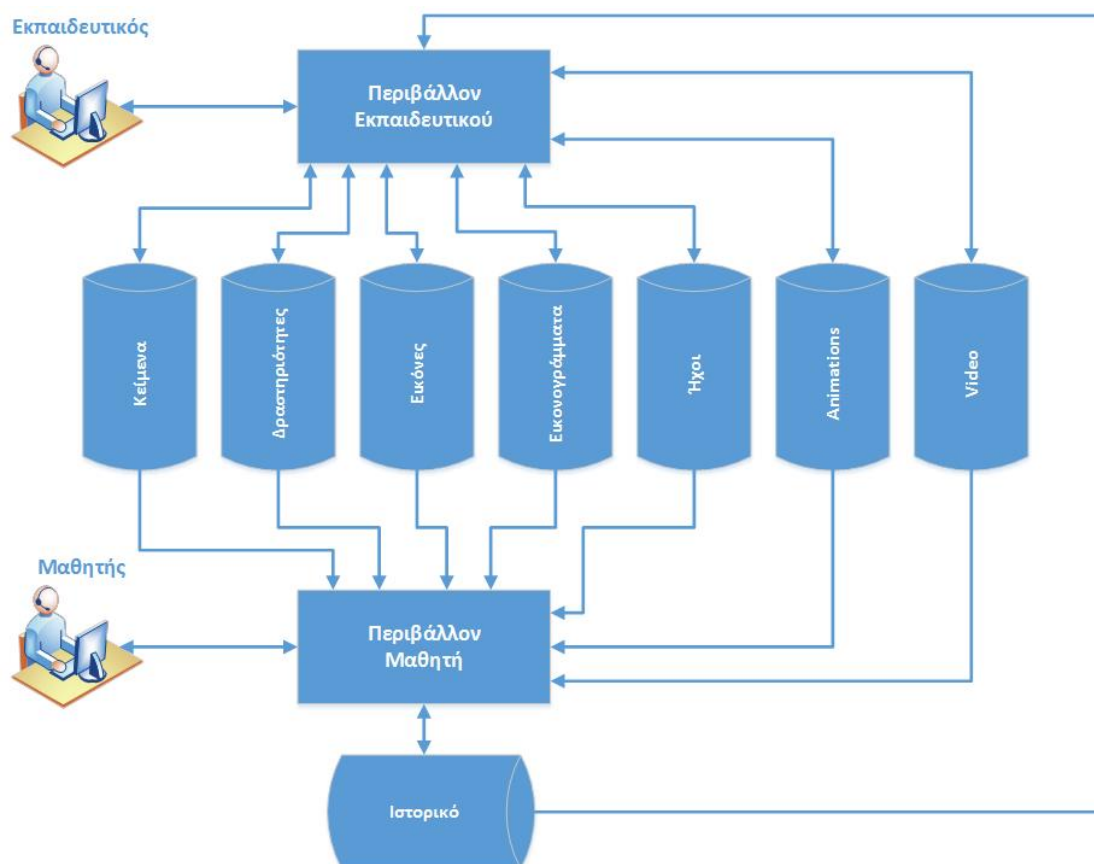 Εκπαιδευτικός
Περιβάλλον
Εκπαιδευτικού
Κείμενα
Δραστηριότητες
Εικόνες
Εικονογράμματα
Ήχοι
Animations
Video
Μαθητής
Περιβάλλον
Μαθητή
Ιστορικό